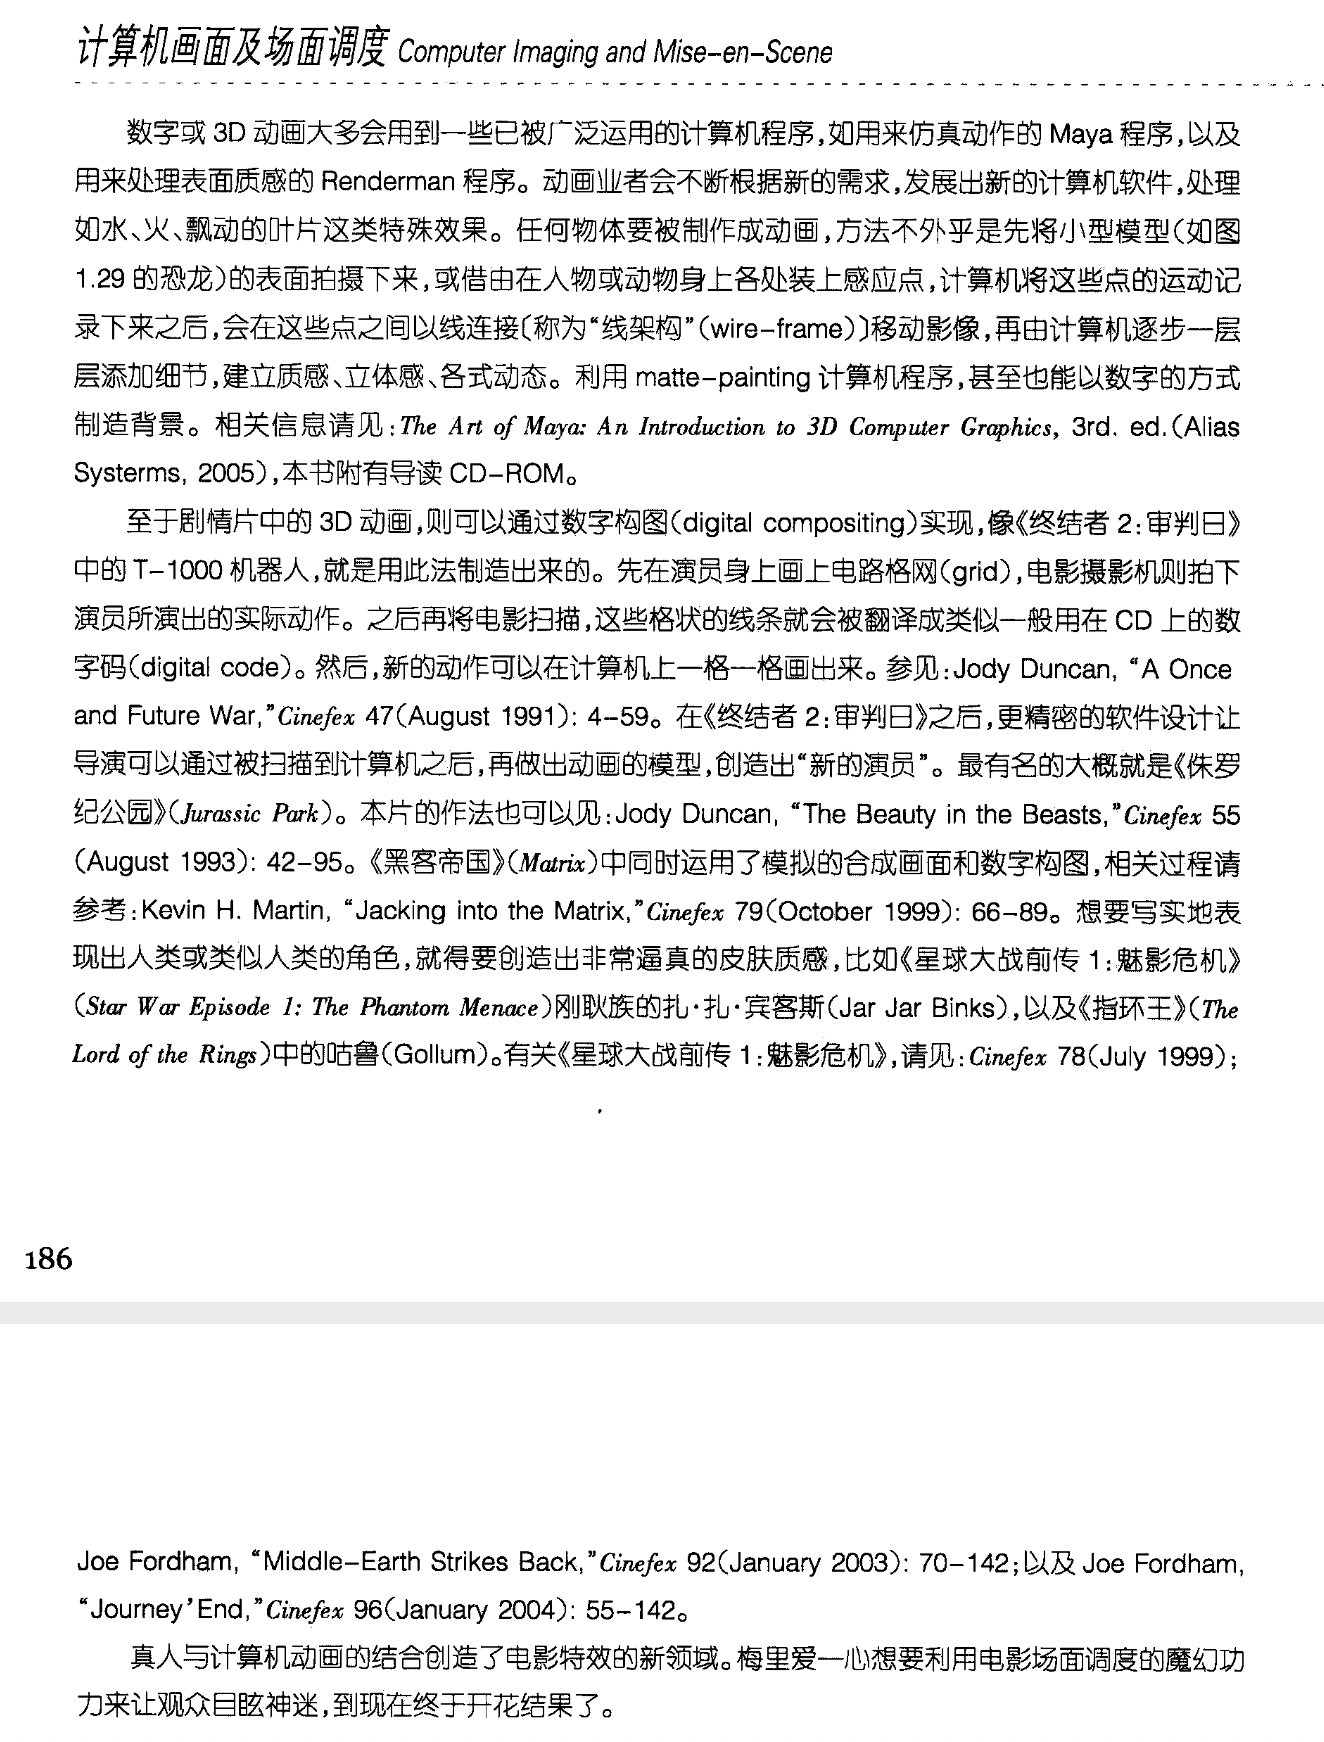 计算机画面及场面调度 Computer Imaging and Mise-en-Scene
数字或 3D 动画大多会用到一些已被广泛运用的计算机程序,如用来仿真动作的 Maya 程序,以及
用来处理表面质感的 Renderman 程序。动画业者会不断根据新的需求,发展出新的计算机软件,处理
如水、火、飘动的叶片这类特殊效果。任何物体要被制作成动画,方法不外乎是先将小型模型(如图
1.29 的恐龙)的表面拍摄下来,或借由在人物或动物身上各处装上感应点,计算机将这些点的运动记
录下来之后,会在这些点之间以线连接〔称为“线架构”(wire-frame)〕移动影像,再由计算机逐步一层
层添加细节,建立质感、立体感、各式动态。利用 matte-painting 计算机程序,甚至也能以数字的方式
制造背景。相关信息请见:The Art of Maya: An Introduction to 3D Computer Graphics, 3rd. ed.(Alias
Systerms, 2005),本书附有导读 CD-ROM。
至于剧情片中的 3D 动画,则可以通过数字构图(digital compositing)实现,像《终结者 2:审判日》
中的 T-1000 机器人,就是用此法制造出来的。先在演员身上画上电路格网(grid),电影摄影机则拍下
演员所演出的实际动作。之后再将电影扫描,这些格状的线条就会被翻译成类似一般用在 CD 上的数
字码(digital code)。然后,新的动作可以在计算机上一格一格画出来。参见:Jody Duncan, “A Once
and Future War,”Cinefex 47(August 1991): 4-59。在《终结者 2:审判日》之后,更精密的软件设计让
导演可以通过被扫描到计算机之后,再做出动画的模型,创造出“新的演员”。最有名的大概就是《侏罗
纪公园》(Jurassic Park)。本片的作法也可以见:Jody Duncan, “The Beauty in the Beasts,”Cinefex 55
(August 1993): 42-95。《黑客帝国》(Matrix)中同时运用了模拟的合成画面和数字构图,相关过程请
参考:Kevin H. Martin, “Jacking into the Matrix,”Cinefex 79(October 1999): 66-89。想要写实地表
现出人类或类似人类的角色,就得要创造出非常逼真的皮肤质感,比如《星球大战前传 1:魅影危机》
(Star War Episode 1: The Phantom Menace)刚耿族的扎·扎·宾客斯(Jar Jar Binks),以及《指环王》(The
Lord of the Rings)中的咕鲁(Gollum)。有关《星球大战前传 1:魅影危机》,请见:Cinefex 78(July 1999);
186
Joe Fordham, “Middle-Earth Strikes Back,”Cinefex 92(January 2003): 70-142;以及 Joe Fordham,
“Journey’End,”Cinefex 96(January 2004): 55-142。
真人与计算机动画的结合创造了电影特效的新领域。梅里爱一心想要利用电影场面调度的魔幻功
力来让观众目眩神迷,到现在终于开花结果了。